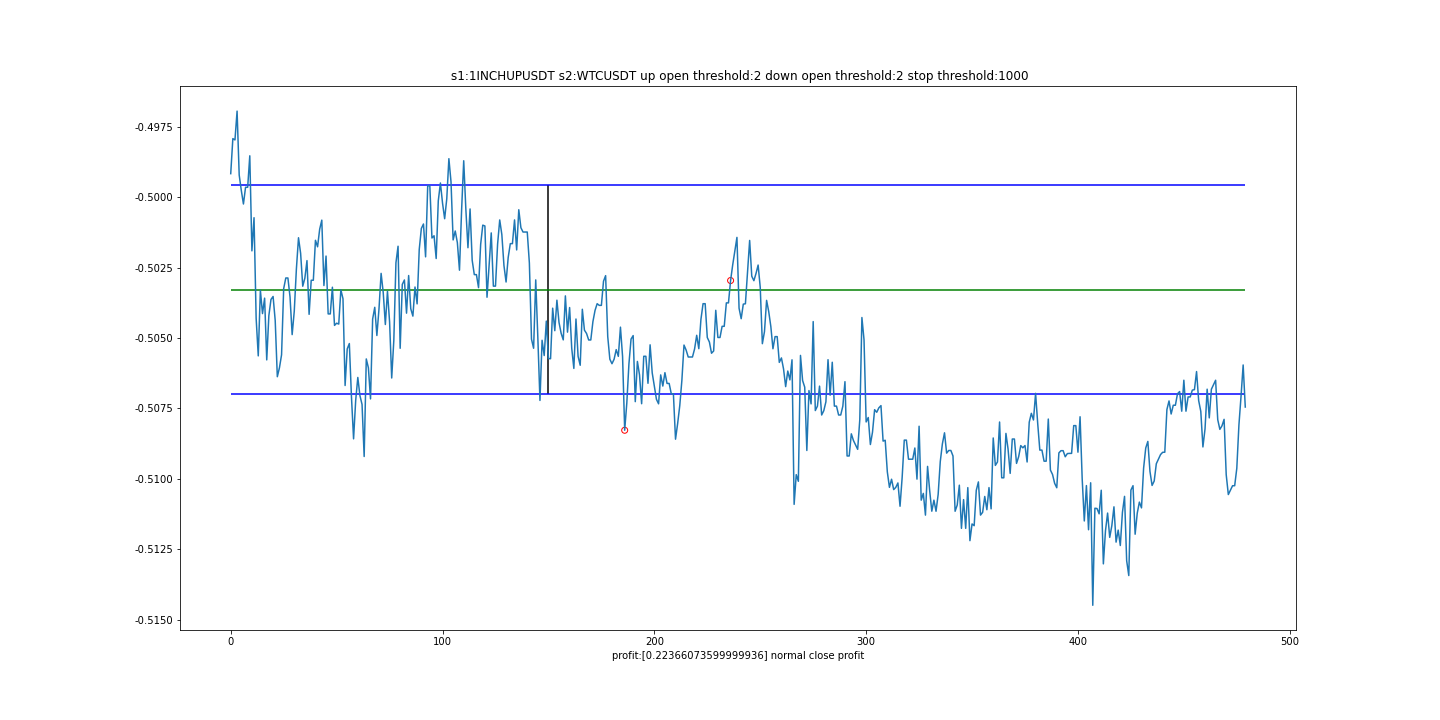 s1:1INCHUPUSDT s2:WTCUSDT up open threshold:2 down open threshold:2 stop threshold:1000
-0.4975
-0.5000
-0.5025
-0.5050
-0.5075
-0.5100
-0.5125
-0.5150
0 100 200 300 400 500
profit:[0.22366073599999936] normal close profit